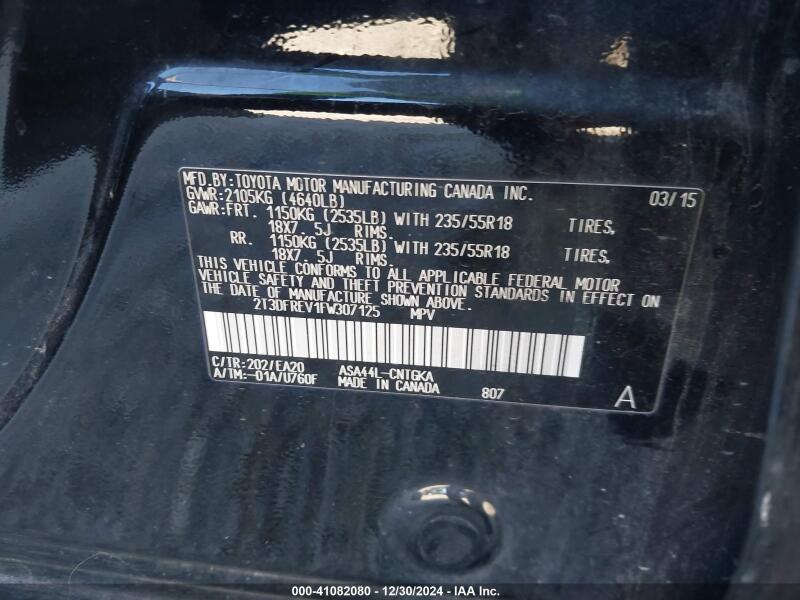 MFD.BY:TOYOTA MOTOR MANUFACTURING CANADA INC. 03/15
GVWR:2105KG (4640LB)
GAWR:FRT. 1150KG (2535LB) WITH 235/55R18 TIRES,
18X7.5J RIMS.
RR. 1150KG (2535LB) WITH 235/55R18 TIRES,
18X7.5J RIMS.
THIS VEHICLE CONFORMS TO ALL APPLICABLE FEDERAL MOTOR
VEHICLE SAFETY AND THEFT PREVENTION STANDARDS IN EFFECT ON
THE DATE OF MANUFACTURE SHOWN ABOVE.
2T3DFREV1FW307125 MPV
C/TR:202/EA20 ASA44L-CNTGKA
A/TM:-01A/U760F MADE IN CANADA 807 A
000-41082080 - 12/30/2024 - IAA Inc.